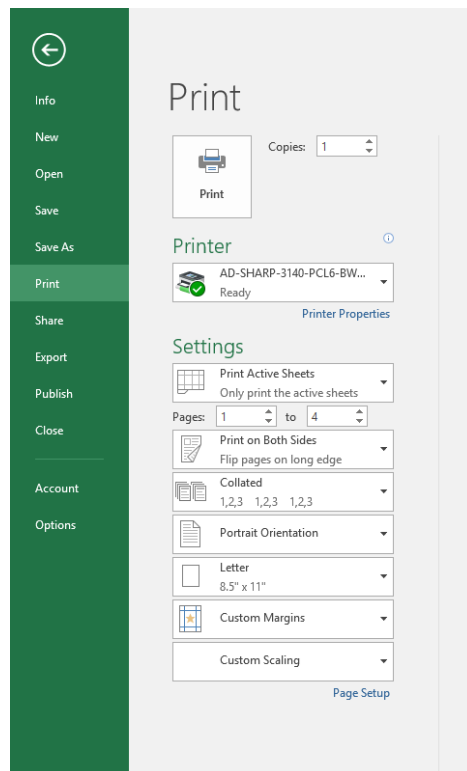 Info
New
Open
Save
Save As
Print
Share
Export
Publish
Close
Account
Options
Print
Copies: 1
Print
Printer
AD-SHARP-3140-PCL6-BW...
Ready
Printer Properties
Settings
Print Active Sheets
Only print the active sheets
Pages: 1 to 4
Print on Both Sides
Flip pages on long edge
Collated
1,2,3 1,2,3 1,2,3
Portrait Orientation
Letter
8.5" x 11"
Custom Margins
Custom Scaling
Page Setup